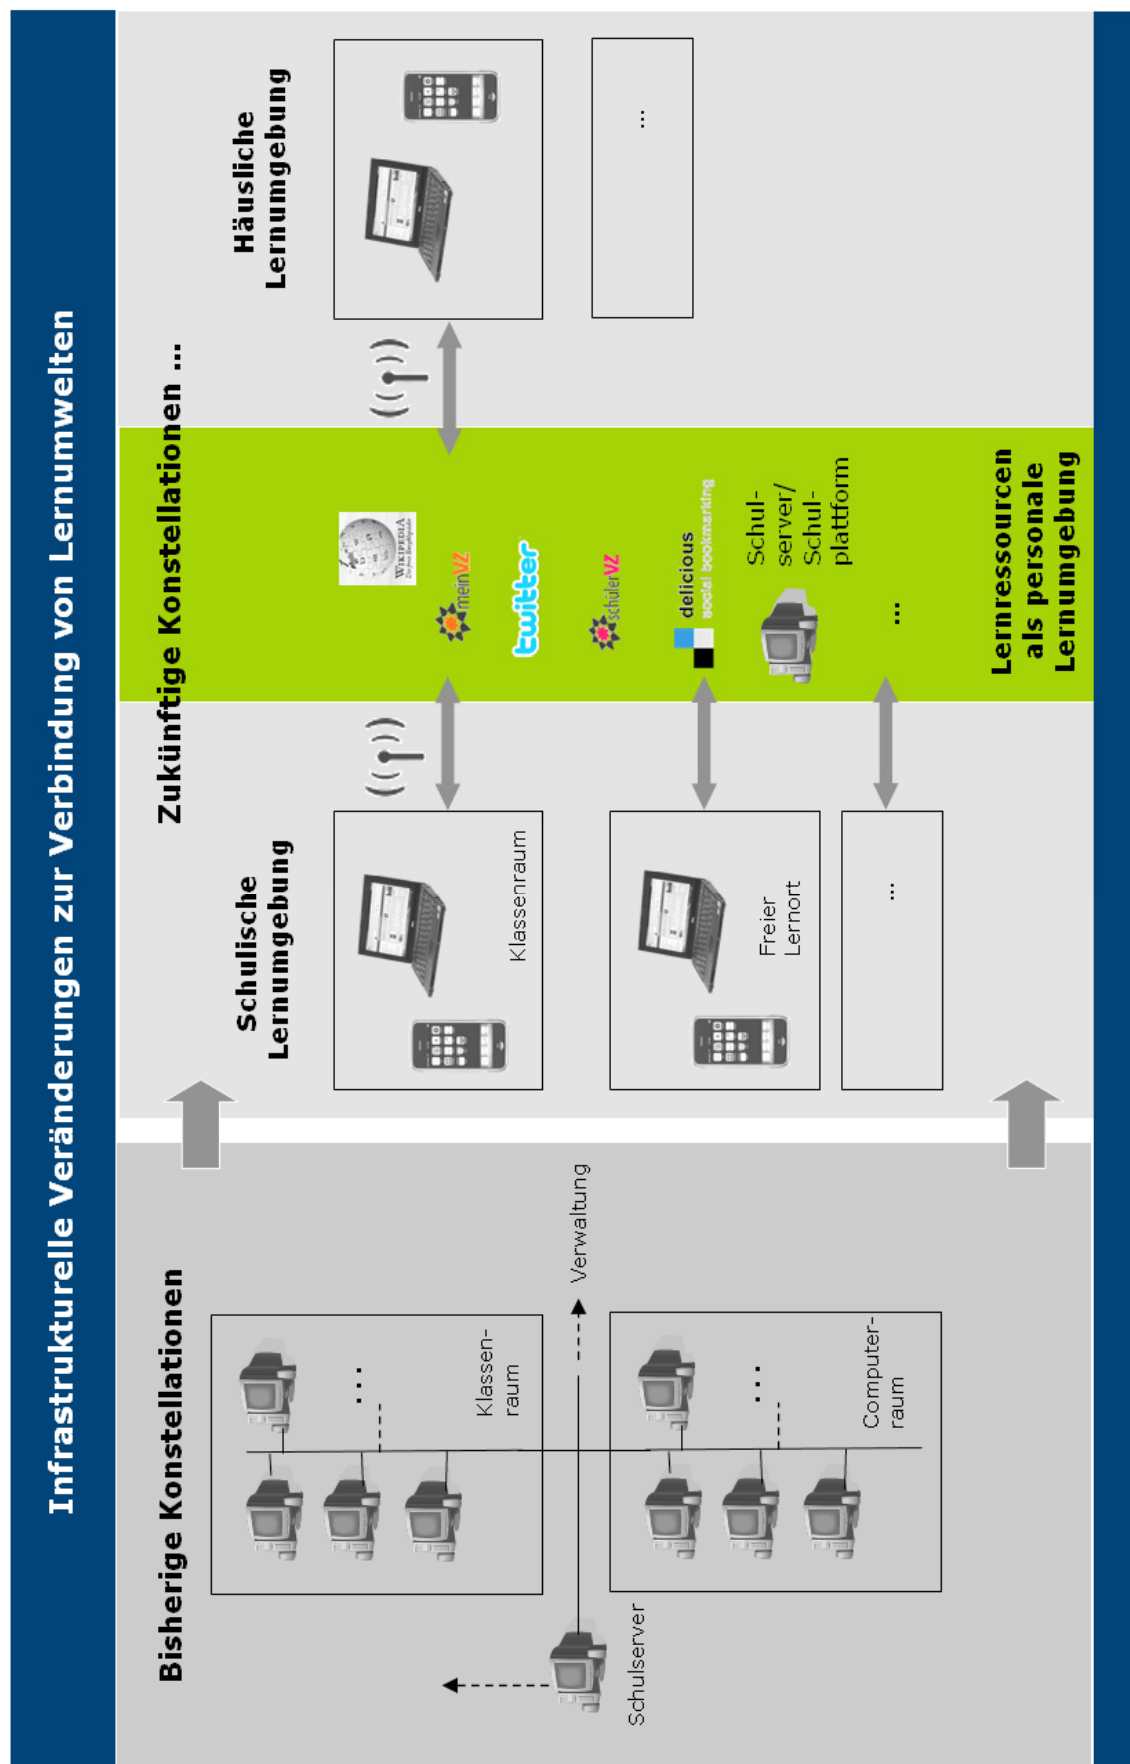 Infrastrukturelle Veränderungen zur Verbindung von Lernumwelten
Bisherige Konstellationen
Klassen-
raum
Schulserver
Verwaltung
Computer-
raum
Zukünftige Konstellationen ...
Schulische
Lernumgebung
Klassenraum
Freier
Lernort
...
WIKIPEDIA
meinVZ
twitter
schülerVZ
delicious
social bookmarking
Schul-
server/
Schul-
plattform
...
Lernressourcen
als personale
Lernumgebung
Häusliche
Lernumgebung
...